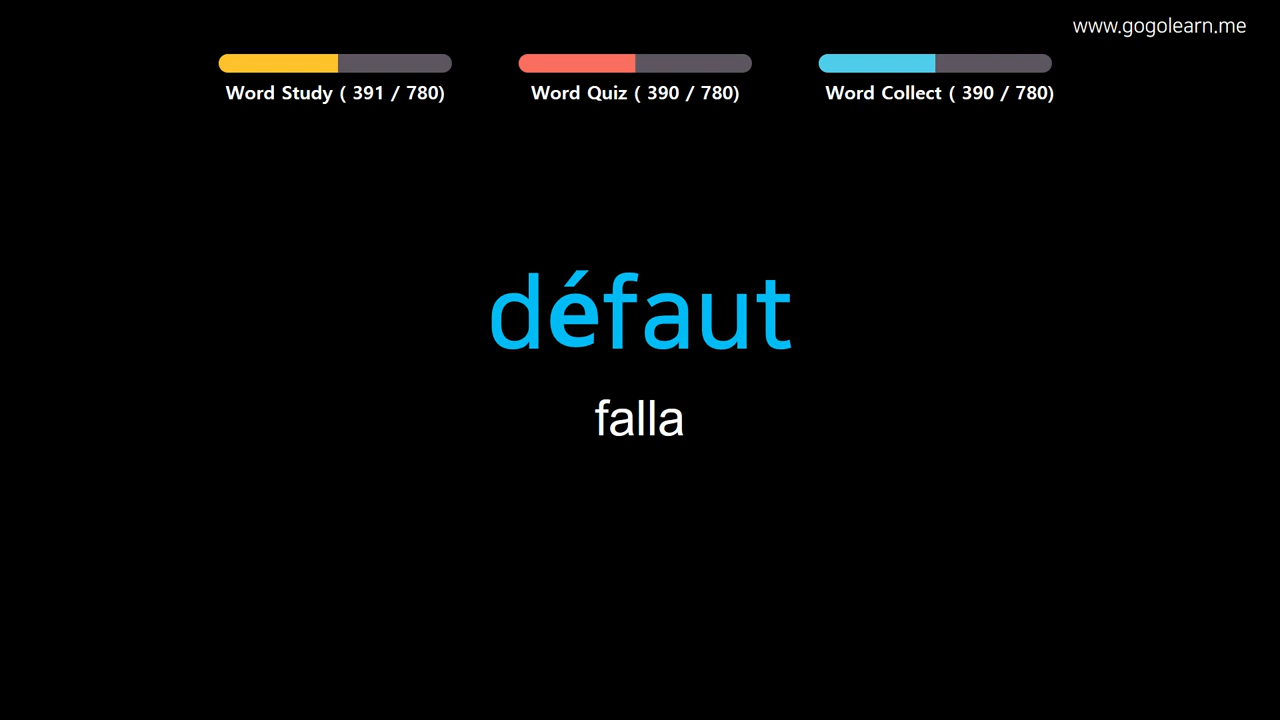 www.gogolearn.me
Word Study ( 391 / 780)
Word Quiz ( 390 / 780)
Word Collect ( 390 / 780)
défaut
falla